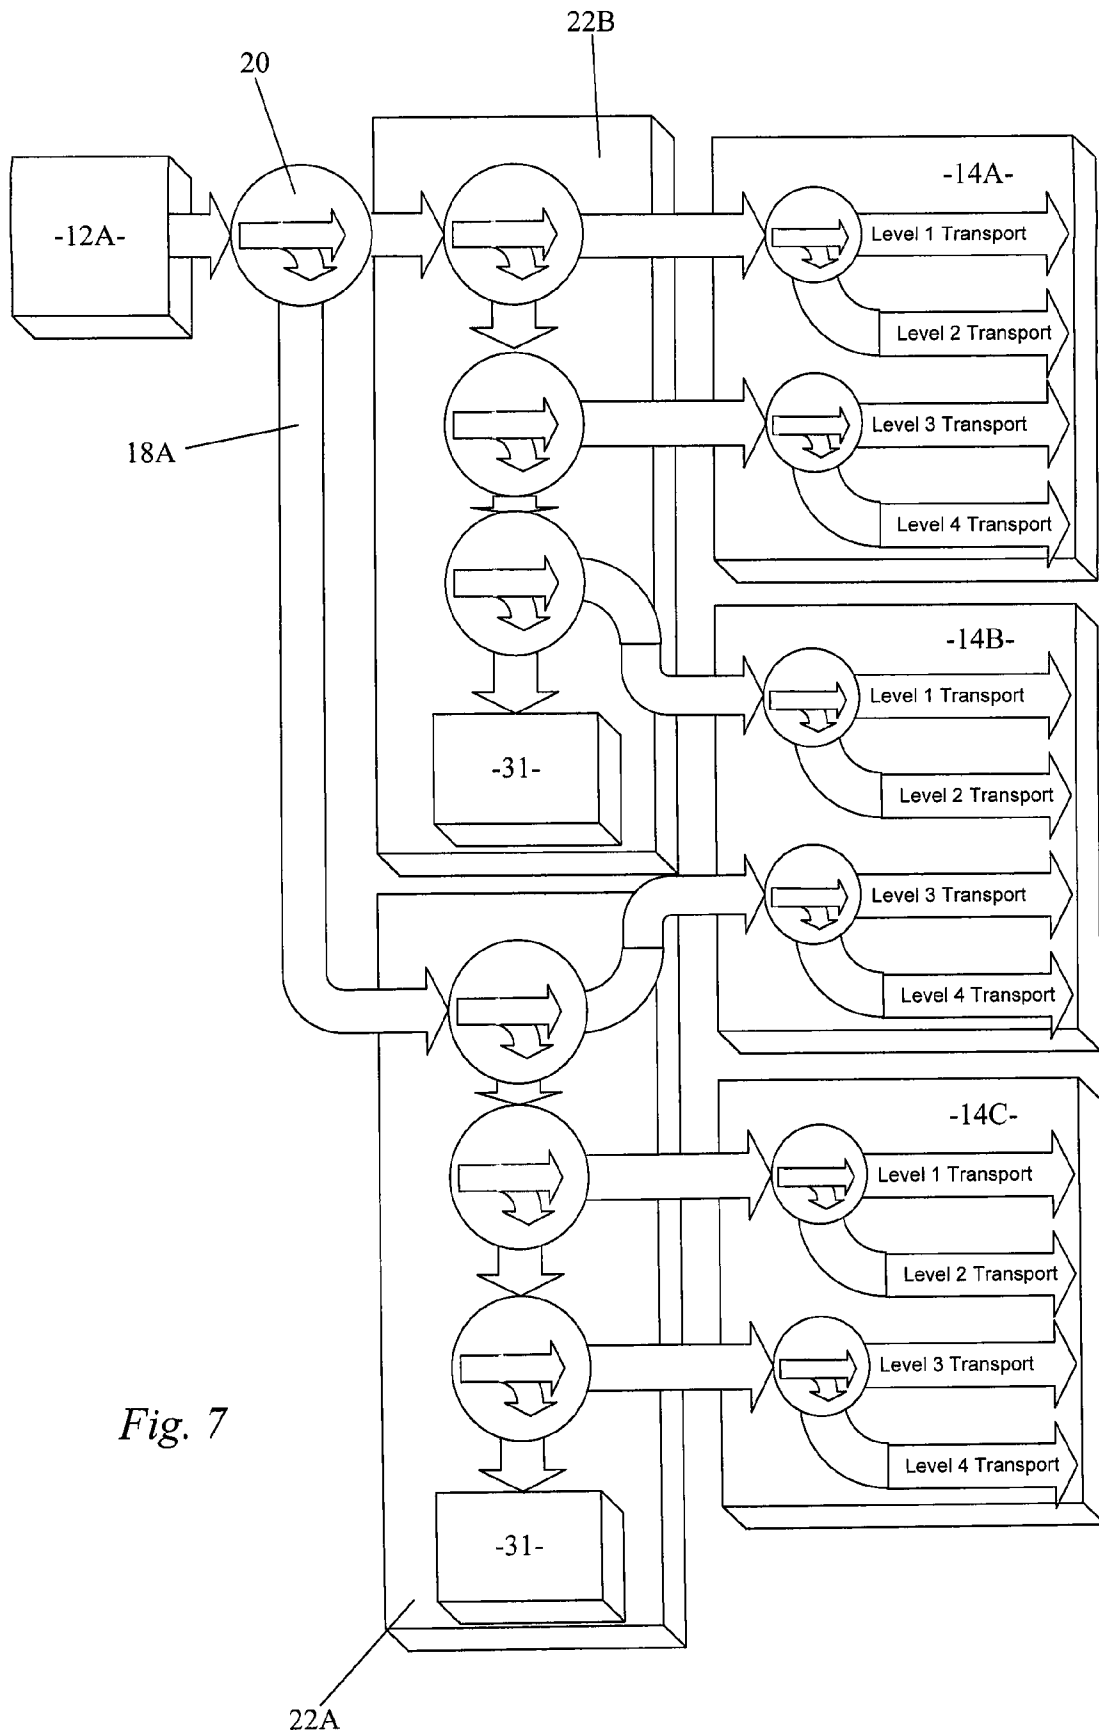 22B
20
-12A-
-14A-
Level 1 Transport
Level 2 Transport
18A
Level 3 Transport
Level 4 Transport
-14B-
Level 1 Transport
-31-
Level 2 Transport
Level 3 Transport
Level 4 Transport
-14C-
Level 1 Transport
Level 2 Transport
Level 3 Transport
Fig. 7
Level 4 Transport
-31-
22A